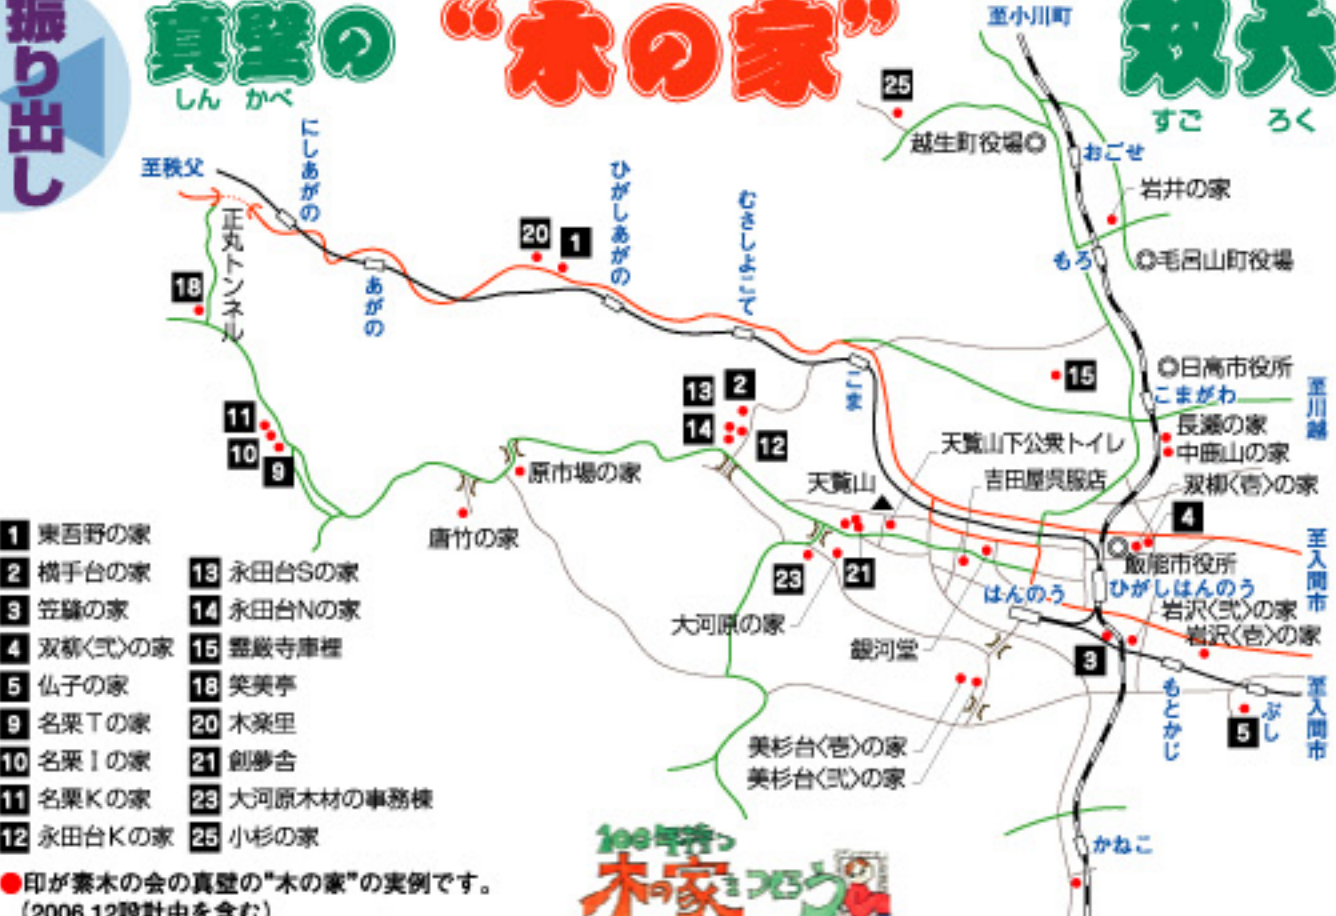 振り出し
真壁の
しん かべ
“木の家”
双六
すご ろく
至小川町
25
越生町役場
おごせ
岩井の家
もろ
毛呂山町役場
至秩父
にしあがの
正丸トンネル
18
あがの
20
1
ひがしあがの
むさしよこて
こま
15
日高市役所
こまがわ
至川越
長瀬の家
中鹿山の家
双柳〈壱〉の家
4
13
2
14
12
11
10
9
原市場の家
唐竹の家
天覧山
天覧山下公衆トイレ
吉田屋呉服店
23
21
大河原の家
銀河堂
はんのう
飯能市役所
ひがしはんのう
至入間市
岩沢〈弐〉の家
岩沢〈壱〉の家
3
もとかじ
5
ぶし
至入間市
美杉台〈壱〉の家
美杉台〈弐〉の家
かねこ
1 東吾野の家
2 横手台の家
3 笠縫の家
4 双柳〈弐〉の家
5 仏子の家
9 名栗Tの家
10 名栗Iの家
11 名栗Kの家
12 永田台Kの家
13 永田台Sの家
14 永田台Nの家
15 霊厳寺庫裡
18 笑美亭
20 木楽里
21 創夢舎
23 大河原木材の事務棟
25 小杉の家
●印が素木の会の真壁の“木の家”の実例です。
(2006.12設計中を含む)
100年持つ
木の家をつくろう